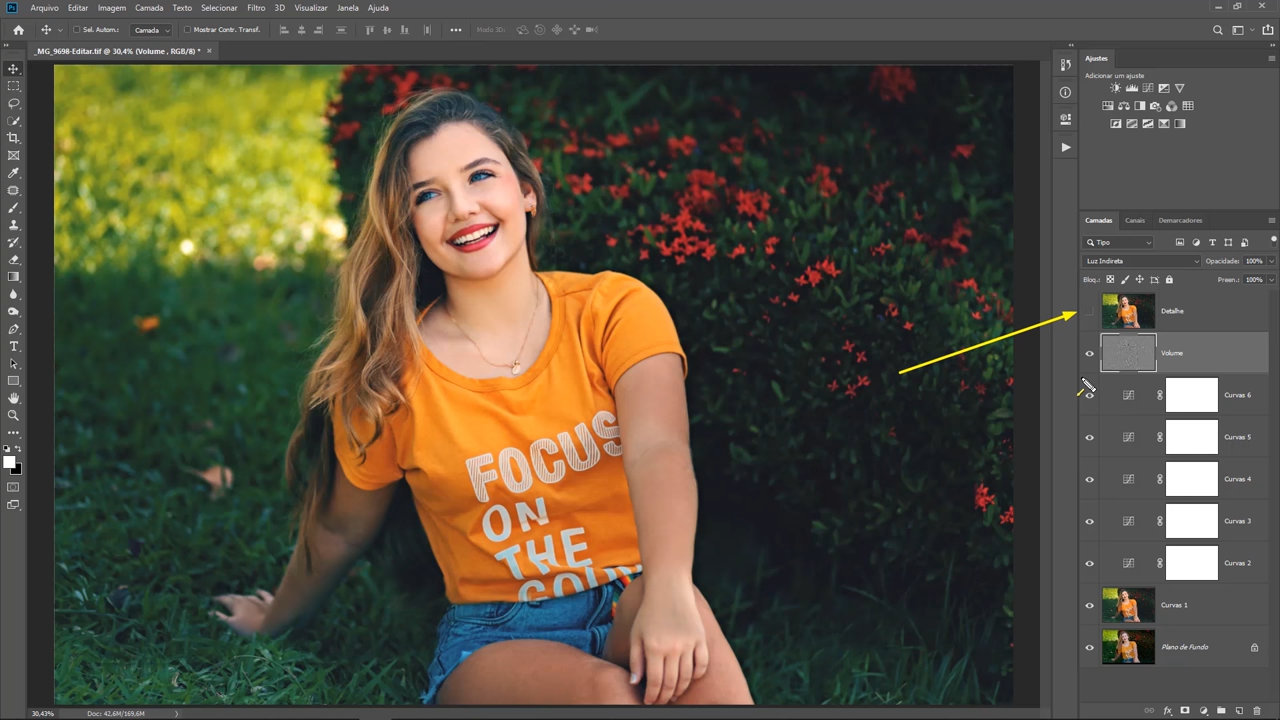 Arquivo Editar Imagem Camada Texto Selecionar Filtro 3D Visualizar Janela Ajuda
Sel. Autom.: Camada Mostrar Contr. Transf. Modo 3D:
_MG_9698-Editar.tif @ 30,4% (Volume , RGB/8) *
Ajustes
Adicionar um ajuste
Camadas Canais Demarcadores
Tipo
Luz Indireta Opacidade: 100%
Bloq.: Preen.: 100%
Detalhe
Volume
Curvas 6
Curvas 5
Curvas 4
Curvas 3
Curvas 2
Curvas 1
Plano de Fundo
FOCUS
ON
THE
30,43% Doc: 42,6M/169,6M